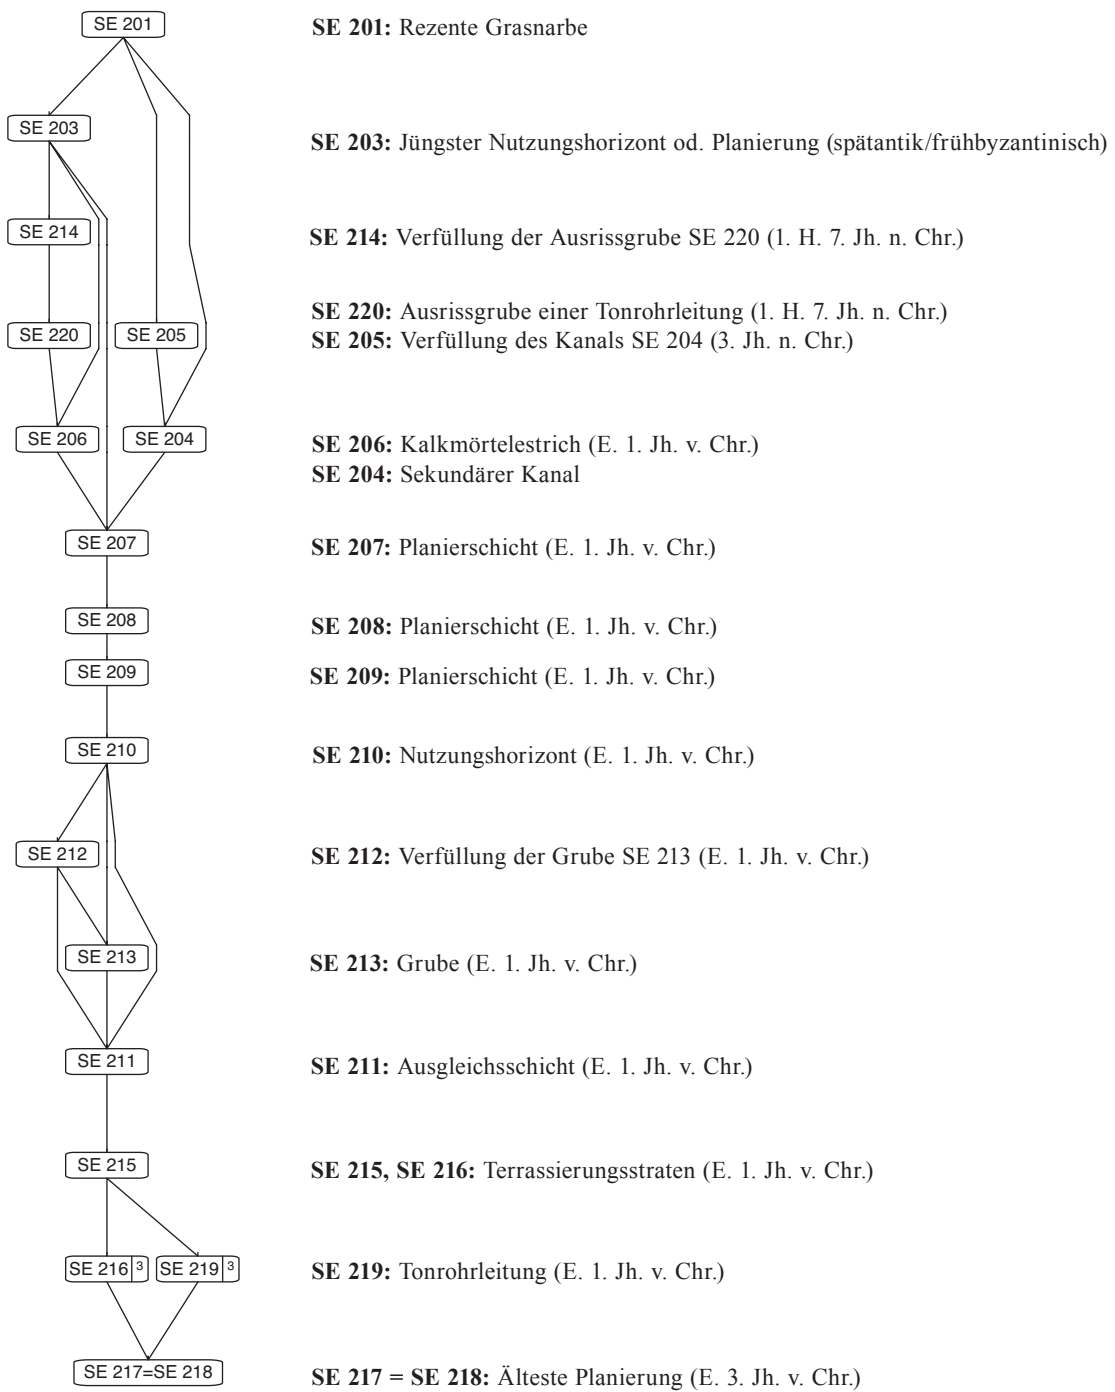 SE 201
SE 201: Rezente Grasnarbe
SE 203
SE 203: Jüngster Nutzungshorizont od. Planierung (spätantik/frühbyzantinisch)
SE 214
SE 214: Verfüllung der Ausrissgrube SE 220 (1. H. 7. Jh. n. Chr.)
SE 220: Ausrissgrube einer Tonrohrleitung (1. H. 7. Jh. n. Chr.)
SE 220 SE 205
SE 205: Verfüllung des Kanals SE 204 (3. Jh. n. Chr.)
SE 206 SE 204
SE 206: Kalkmörtelestrich (E. 1. Jh. v. Chr.)
SE 204: Sekundärer Kanal
SE 207
SE 207: Planierschicht (E. 1. Jh. v. Chr.)
SE 208
SE 208: Planierschicht (E. 1. Jh. v. Chr.)
SE 209
SE 209: Planierschicht (E. 1. Jh. v. Chr.)
SE 210
SE 210: Nutzungshorizont (E. 1. Jh. v. Chr.)
SE 212
SE 212: Verfüllung der Grube SE 213 (E. 1. Jh. v. Chr.)
SE 213
SE 213: Grube (E. 1. Jh. v. Chr.)
SE 211
SE 211: Ausgleichsschicht (E. 1. Jh. v. Chr.)
SE 215
SE 215, SE 216: Terrassierungsstraten (E. 1. Jh. v. Chr.)
SE 216 3 SE 219 3
SE 219: Tonrohrleitung (E. 1. Jh. v. Chr.)
SE 217=SE 218
SE 217 = SE 218: Älteste Planierung (E. 3. Jh. v. Chr.)